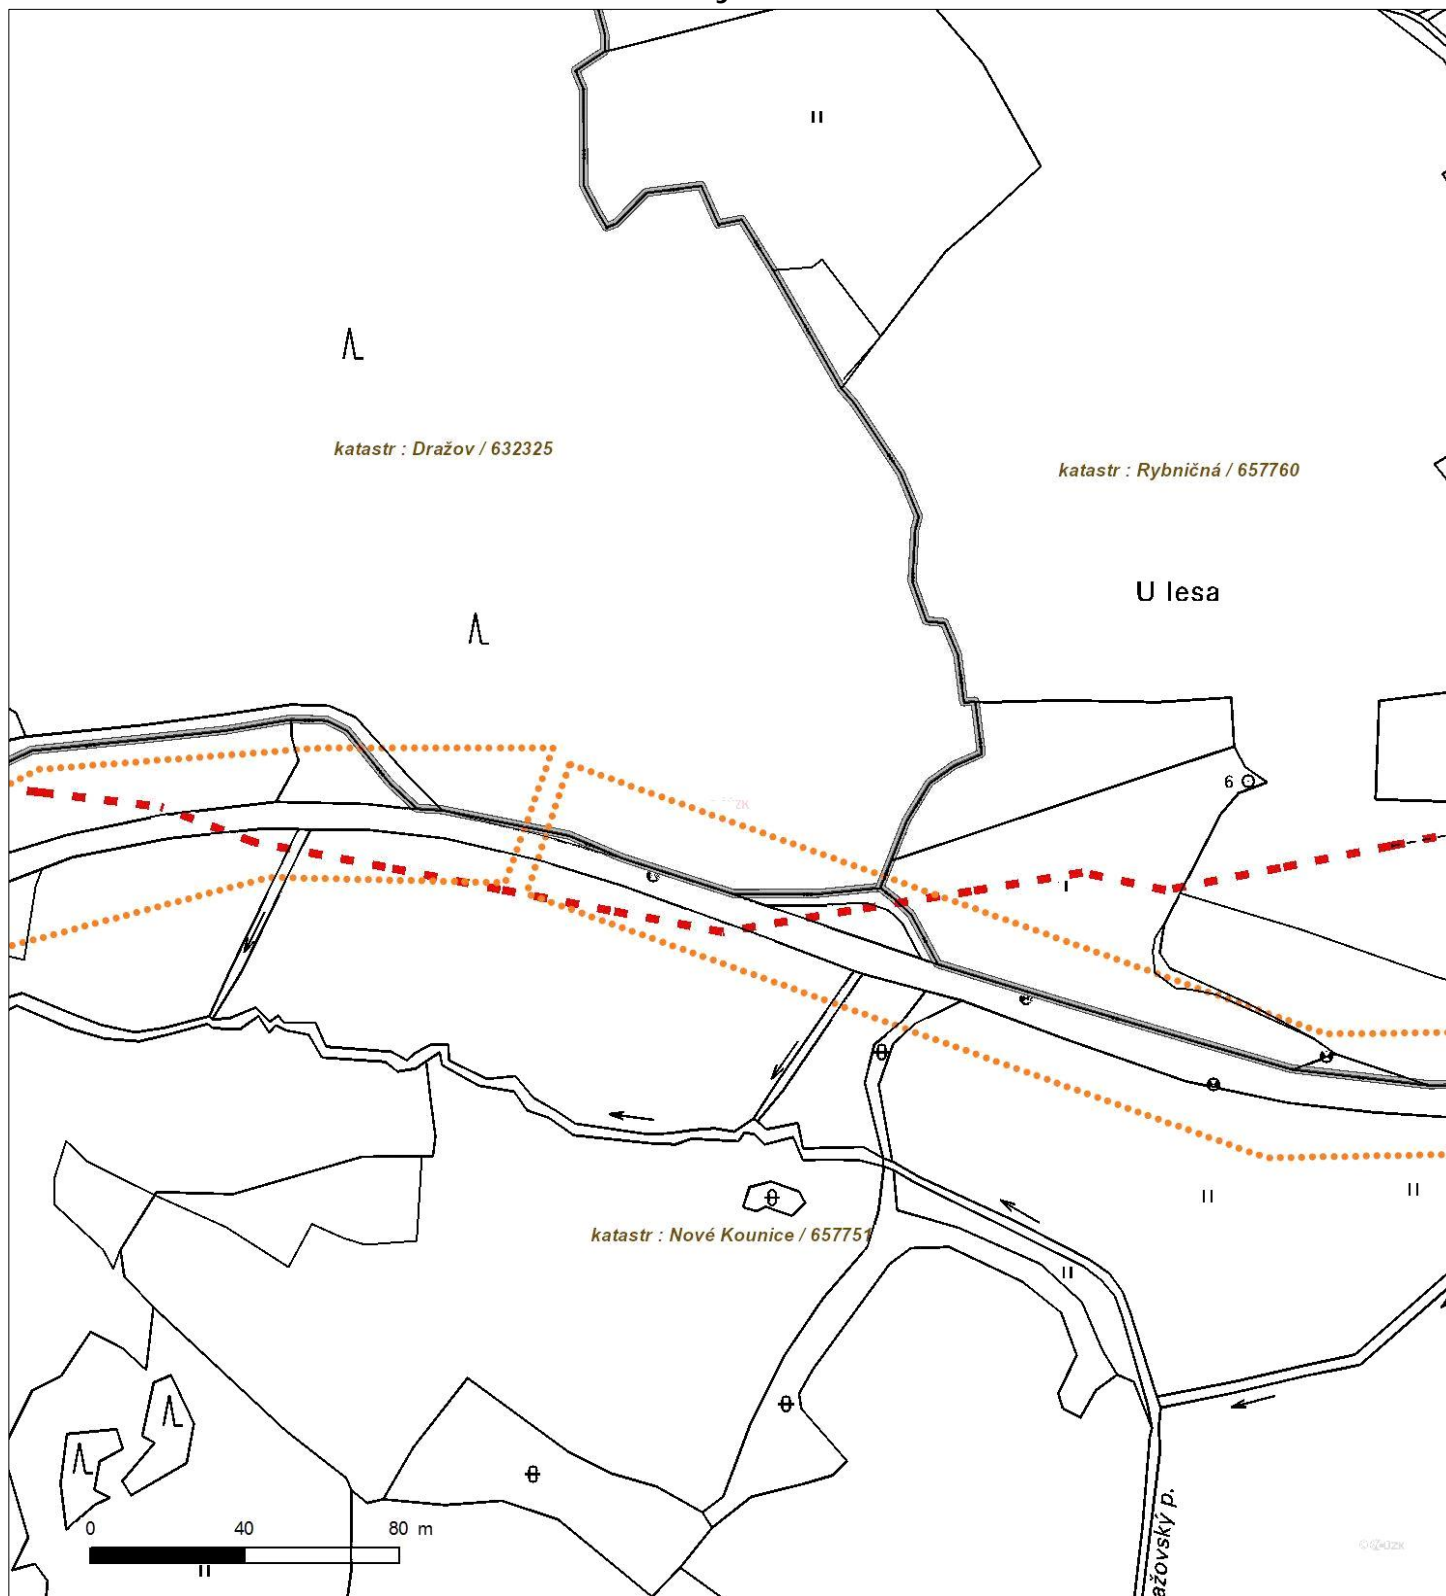 katastr : Dražov / 632325
katastr : Rybničná / 657760
U lesa
6
katastr : Nové Kounice / 657751
0 40 80 m
ažovský p.